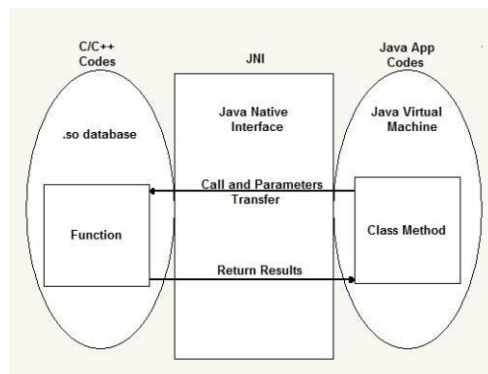 C/C++
Codes
JNI
Java App
Codes
.so database
Java Native
Interface
Java Virtual
Machine
Call and Parameters
Transfer
Function
Class Method
Return Results